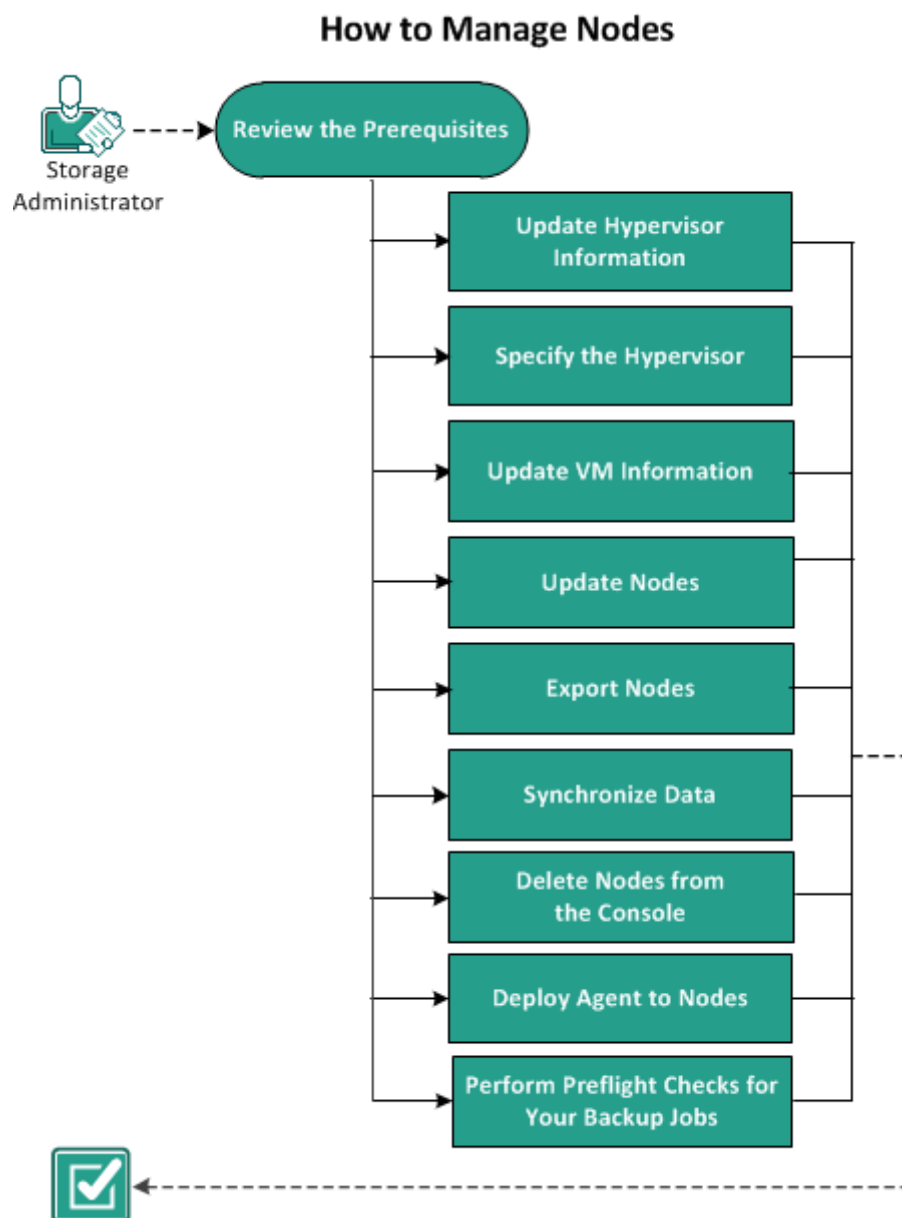 How to Manage Nodes
Review the Prerequisites
Storage
Administrator
Update Hypervisor
Information
Specify the Hypervisor
Update VM Information
Update Nodes
Export Nodes
Synchronize Data
Delete Nodes from
the Console
Deploy Agent to Nodes
Perform Preflight Checks for
Your Backup Jobs